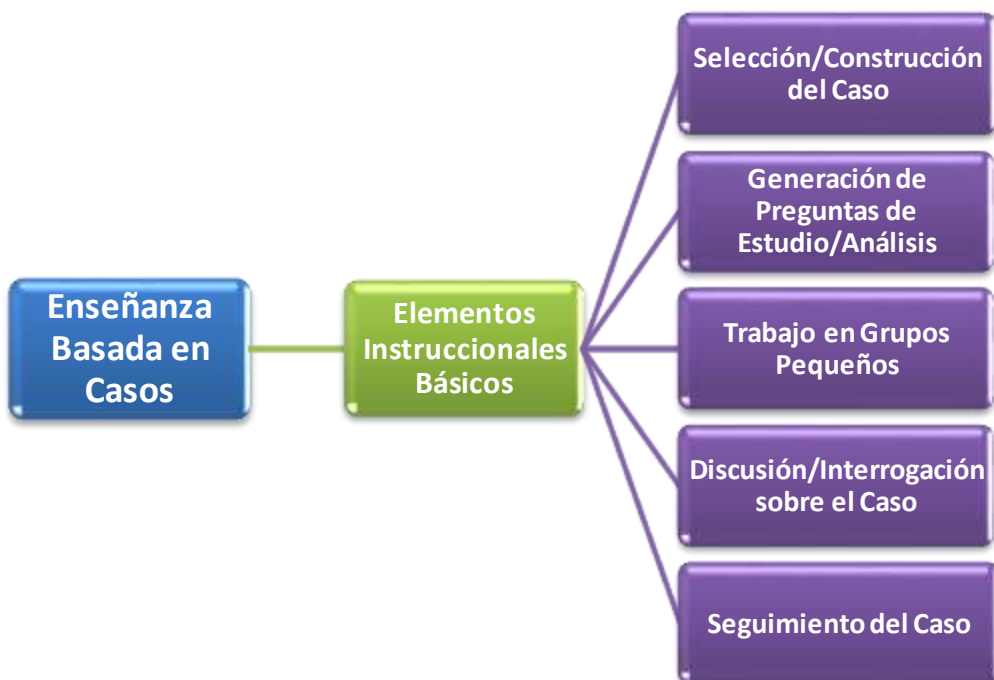 Enseñanza
Basada en
Casos
Elementos
Instruccionales
Básicos
Selección/Construcción
del Caso
Generación de
Preguntas de
Estudio/Análisis
Trabajo en Grupos
Pequeños
Discusión/Interrogación
sobre el Caso
Seguimiento del Caso